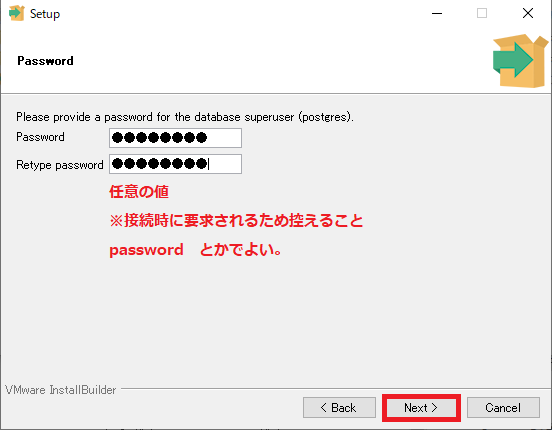 Setup
Password
Please provide a password for the database superuser (postgres).
Password ●●●●●●●●
Retype password ●●●●●●●●
任意の値
※接続時に要求されるため控えること
password　とかでよい。
VMware InstallBuilder
< Back Next > Cancel